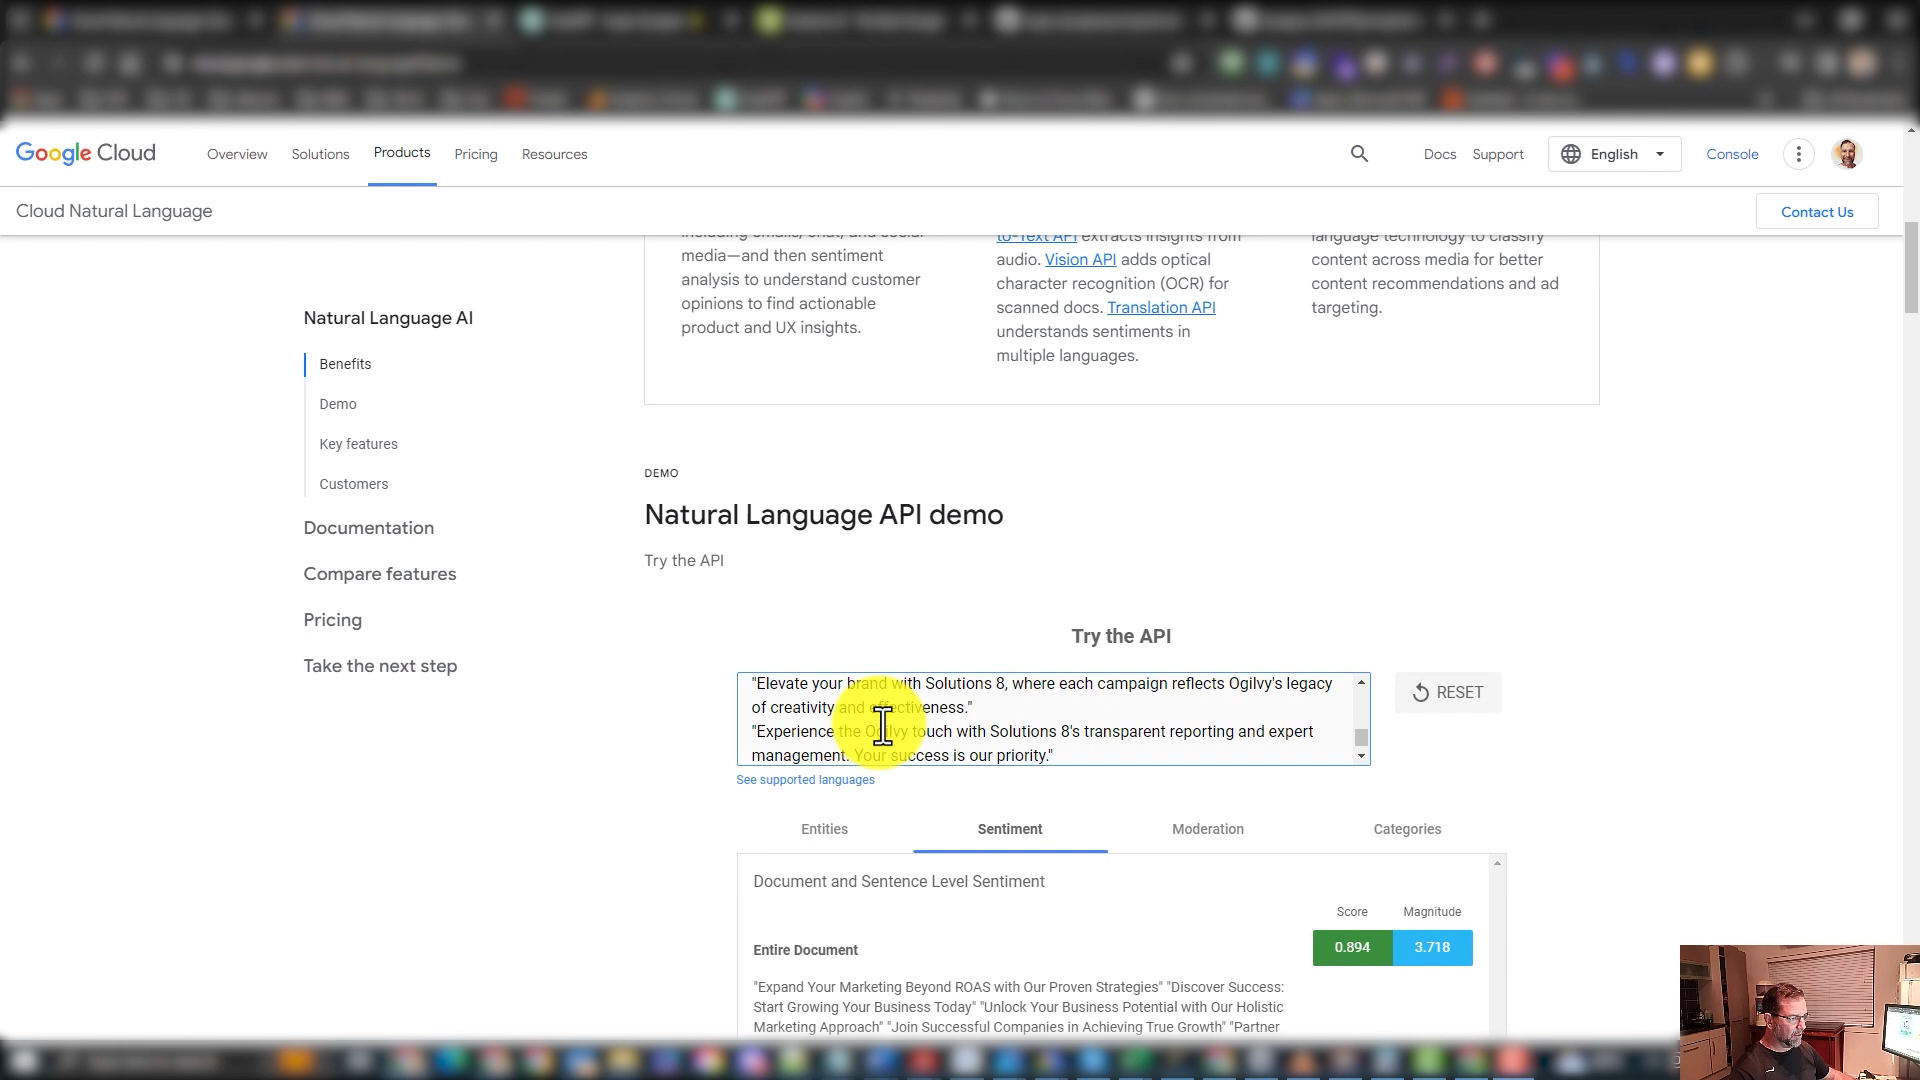 Google Cloud
Overview
Solutions
Products
Pricing
Resources
Docs
Support
English
Console
Cloud Natural Language
Contact Us
Natural Language AI
Benefits
Demo
Key features
Customers
Documentation
Compare features
Pricing
Take the next step
media—and then sentiment
analysis to understand customer
opinions to find actionable
product and UX insights.
to-Text API extracts insights from
audio. Vision API adds optical
character recognition (OCR) for
scanned docs. Translation API
understands sentiments in
multiple languages.
language technology to classify
content across media for better
content recommendations and ad
targeting.
DEMO
Natural Language API demo
Try the API
Try the API
"Elevate your brand with Solutions 8, where each campaign reflects Ogilvy's legacy
of creativity and effectiveness."
"Experience the Ogilvy touch with Solutions 8's transparent reporting and expert
management. Your success is our priority."
RESET
See supported languages
Entities
Sentiment
Moderation
Categories
Document and Sentence Level Sentiment
Score
Magnitude
Entire Document
0.894
3.718
"Expand Your Marketing Beyond ROAS with Our Proven Strategies" "Discover Success:
Start Growing Your Business Today" "Unlock Your Business Potential with Our Holistic
Marketing Approach" "Join Successful Companies in Achieving True Growth" "Partner